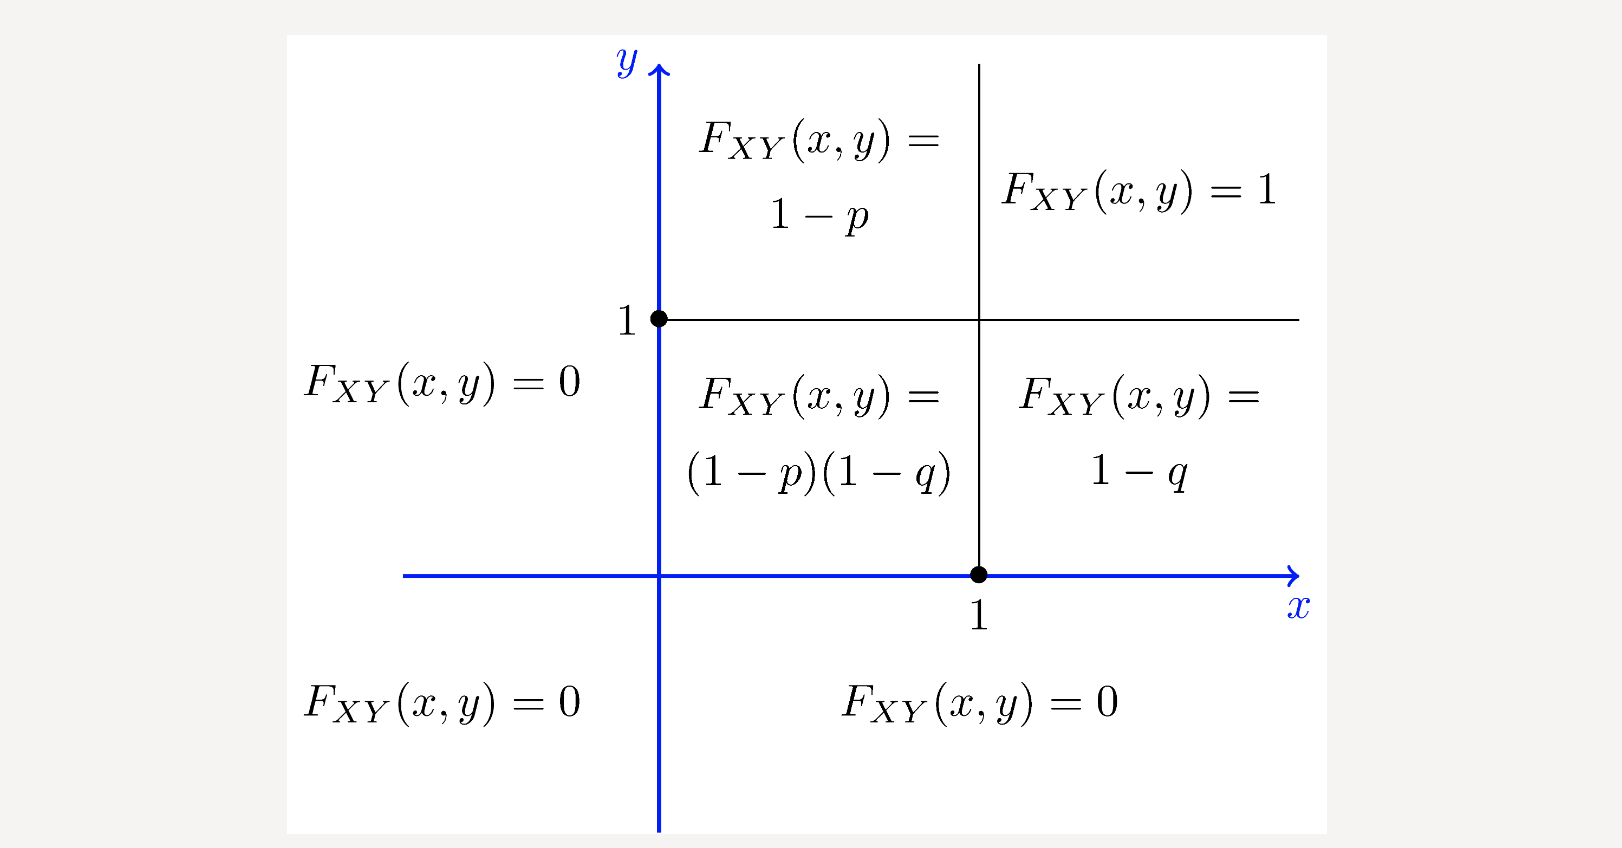 y
F_{XY}(x, y) =
1 − p
F_{XY}(x, y) = 1
1
F_{XY}(x, y) = 0
F_{XY}(x, y) =
(1 − p)(1 − q)
F_{XY}(x, y) =
1 − q
x
1
F_{XY}(x, y) = 0
F_{XY}(x, y) = 0